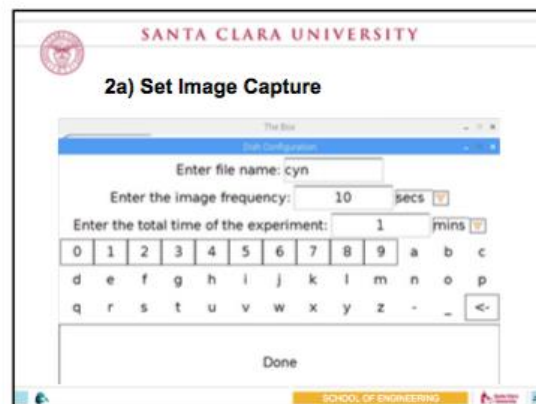 SANTA CLARA UNIVERSITY
2a) Set Image Capture
The Box
Dish Configuration
Enter file name: cyn
Enter the image frequency: 10 secs
Enter the total time of the experiment: 1 mins
0 1 2 3 4 5 6 7 8 9 a b c
d e f g h i j k l m n o p
q r s t u v w x y z - _ <-
Done
SCHOOL OF ENGINEERING